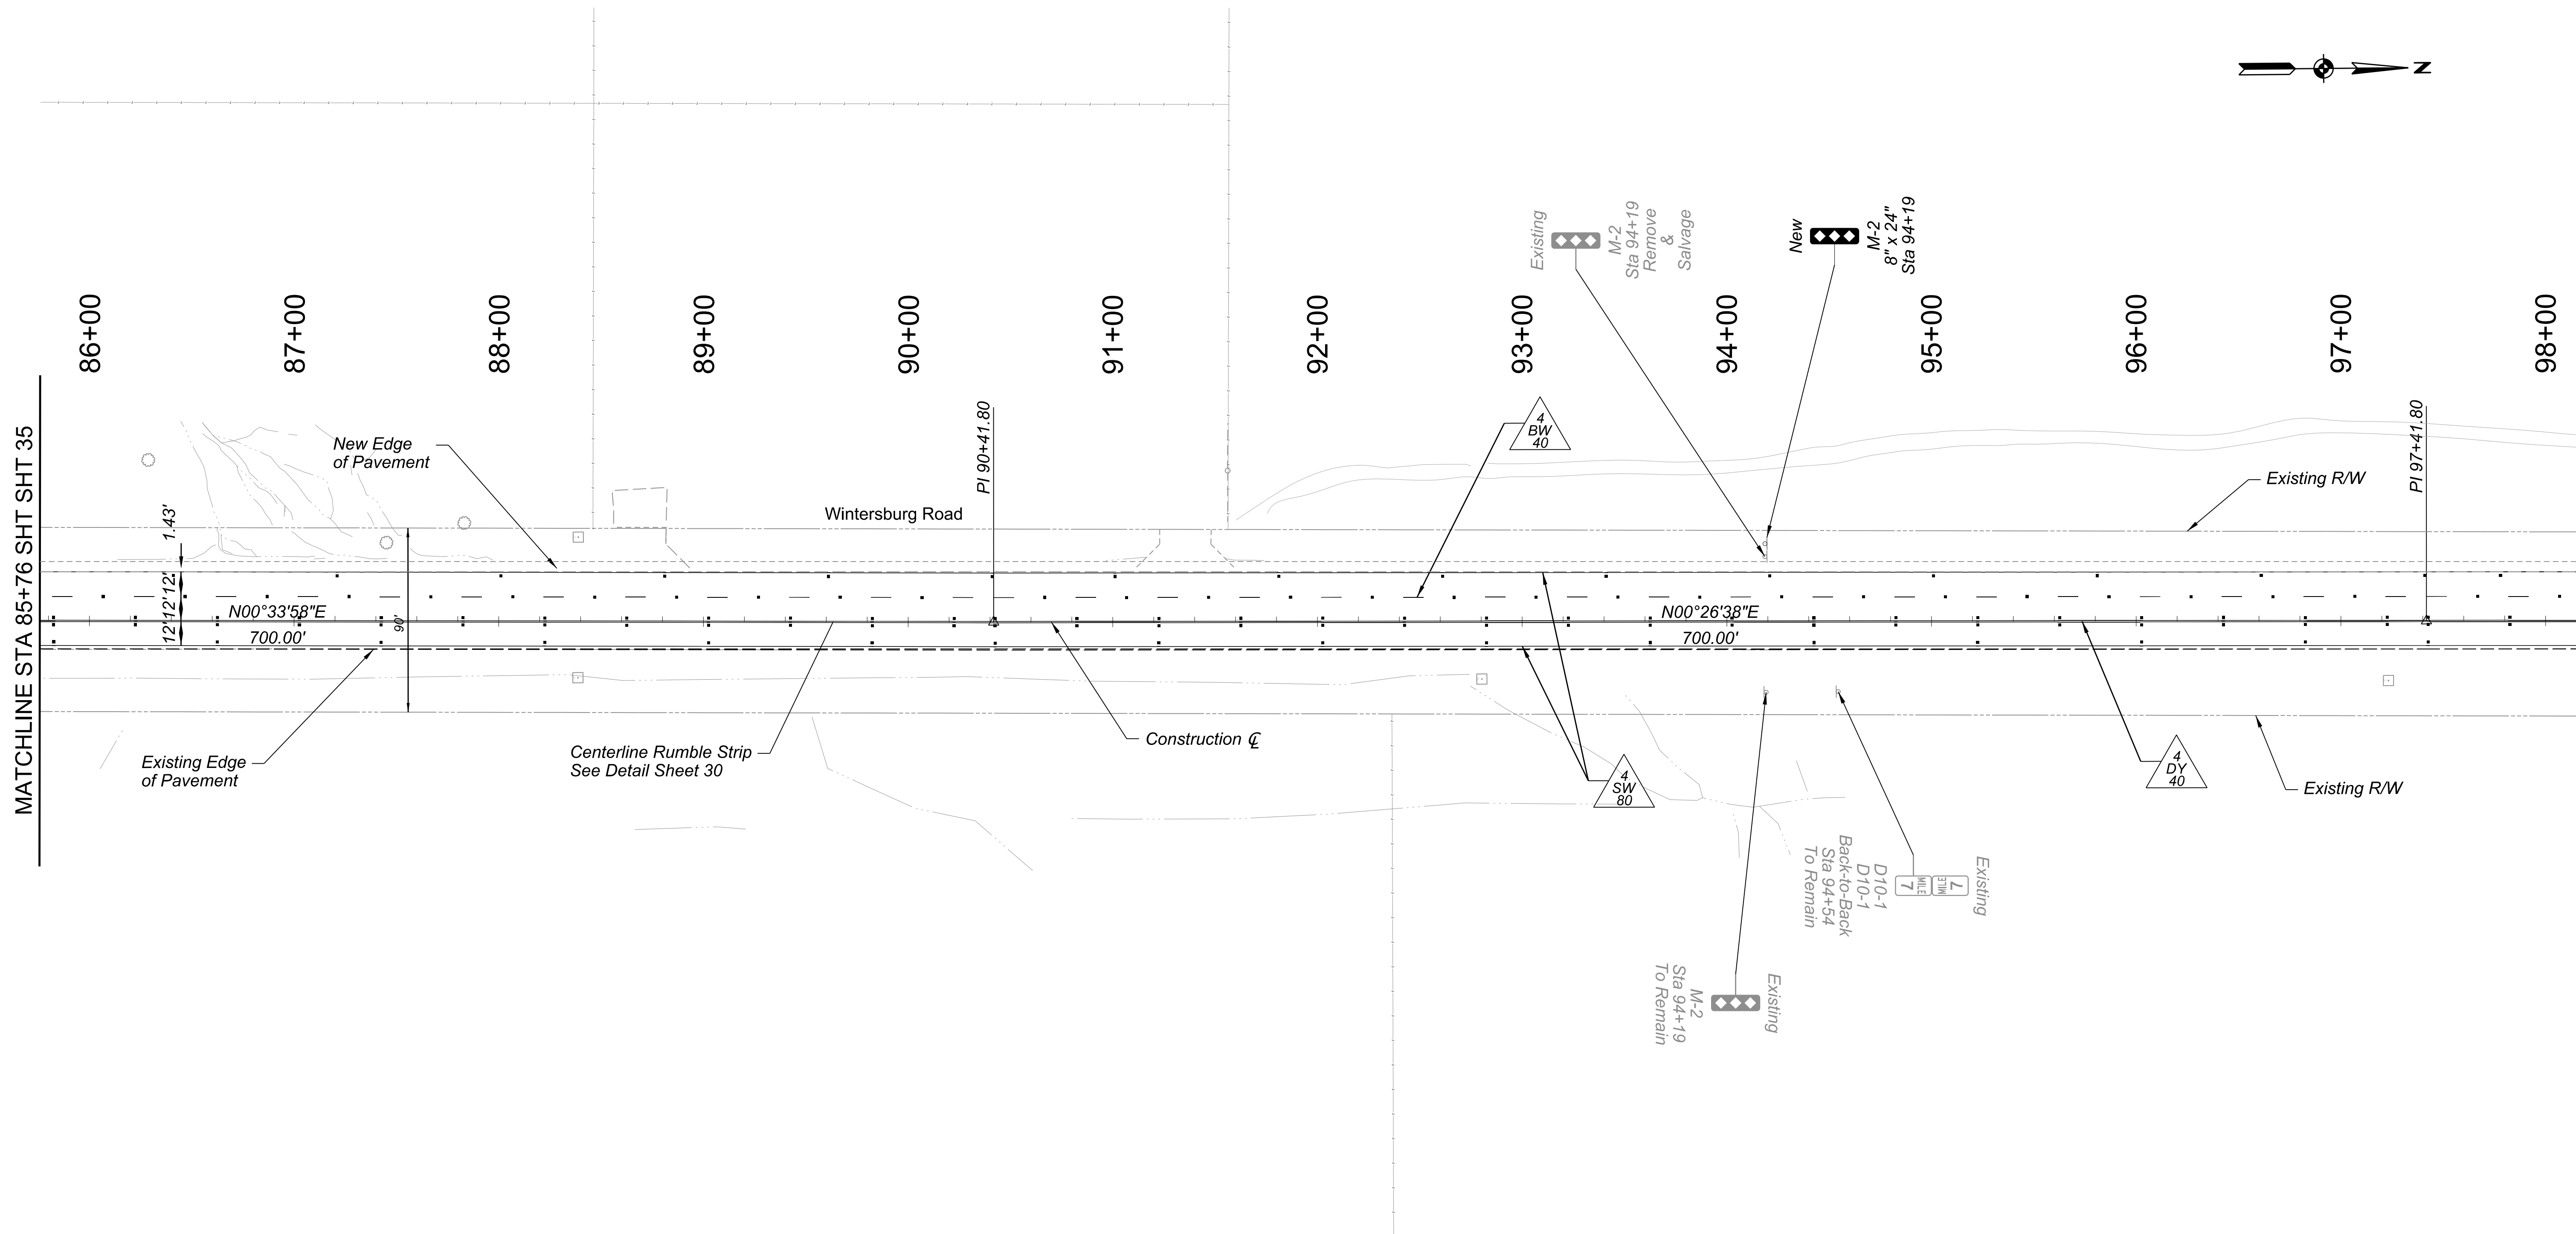 N
Existing
M-2
Sta 94+19
Remove
&
Salvage
New
M-2
8" x 24"
Sta 94+19
86+00
87+00
88+00
89+00
90+00
91+00
92+00
93+00
94+00
95+00
96+00
97+00
98+00
MATCHLINE STA 85+76 SHT SHT 35
New Edge
of Pavement
PI 90+41.80
4
BW
40
PI 97+41.80
Existing R/W
Wintersburg Road
1.43'
12'
12'
12'
90'
N00°33'58"E
700.00'
N00°26'38"E
700.00'
Existing Edge
of Pavement
Centerline Rumble Strip
See Detail Sheet 30
Construction ℄
4
SW
80
4
DY
40
Existing R/W
Existing
MILE
7
MILE
7
D10-1
D10-1
Back-to-Back
Sta 94+54
To Remain
Existing
M-2
Sta 94+19
To Remain